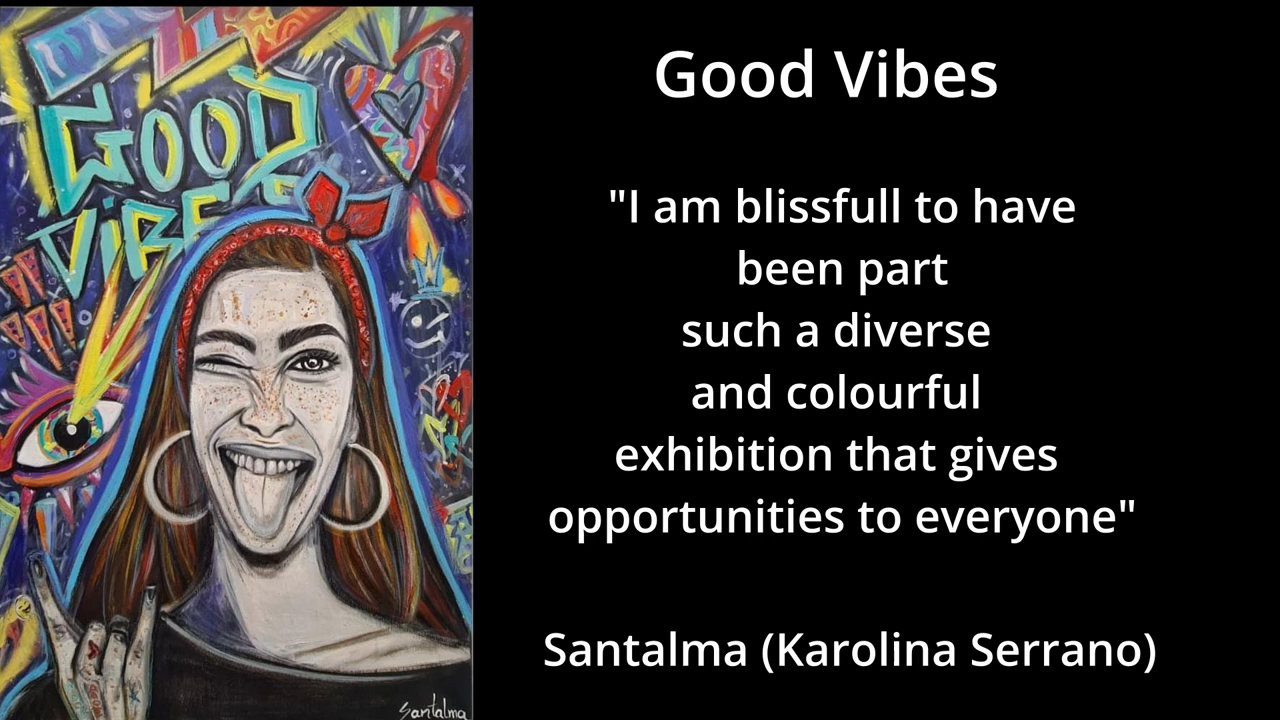 GOOD
ViBES
Santalma
Good Vibes
"I am blissfull to have
been part
such a diverse
and colourful
exhibition that gives
opportunities to everyone"
Santalma (Karolina Serrano)